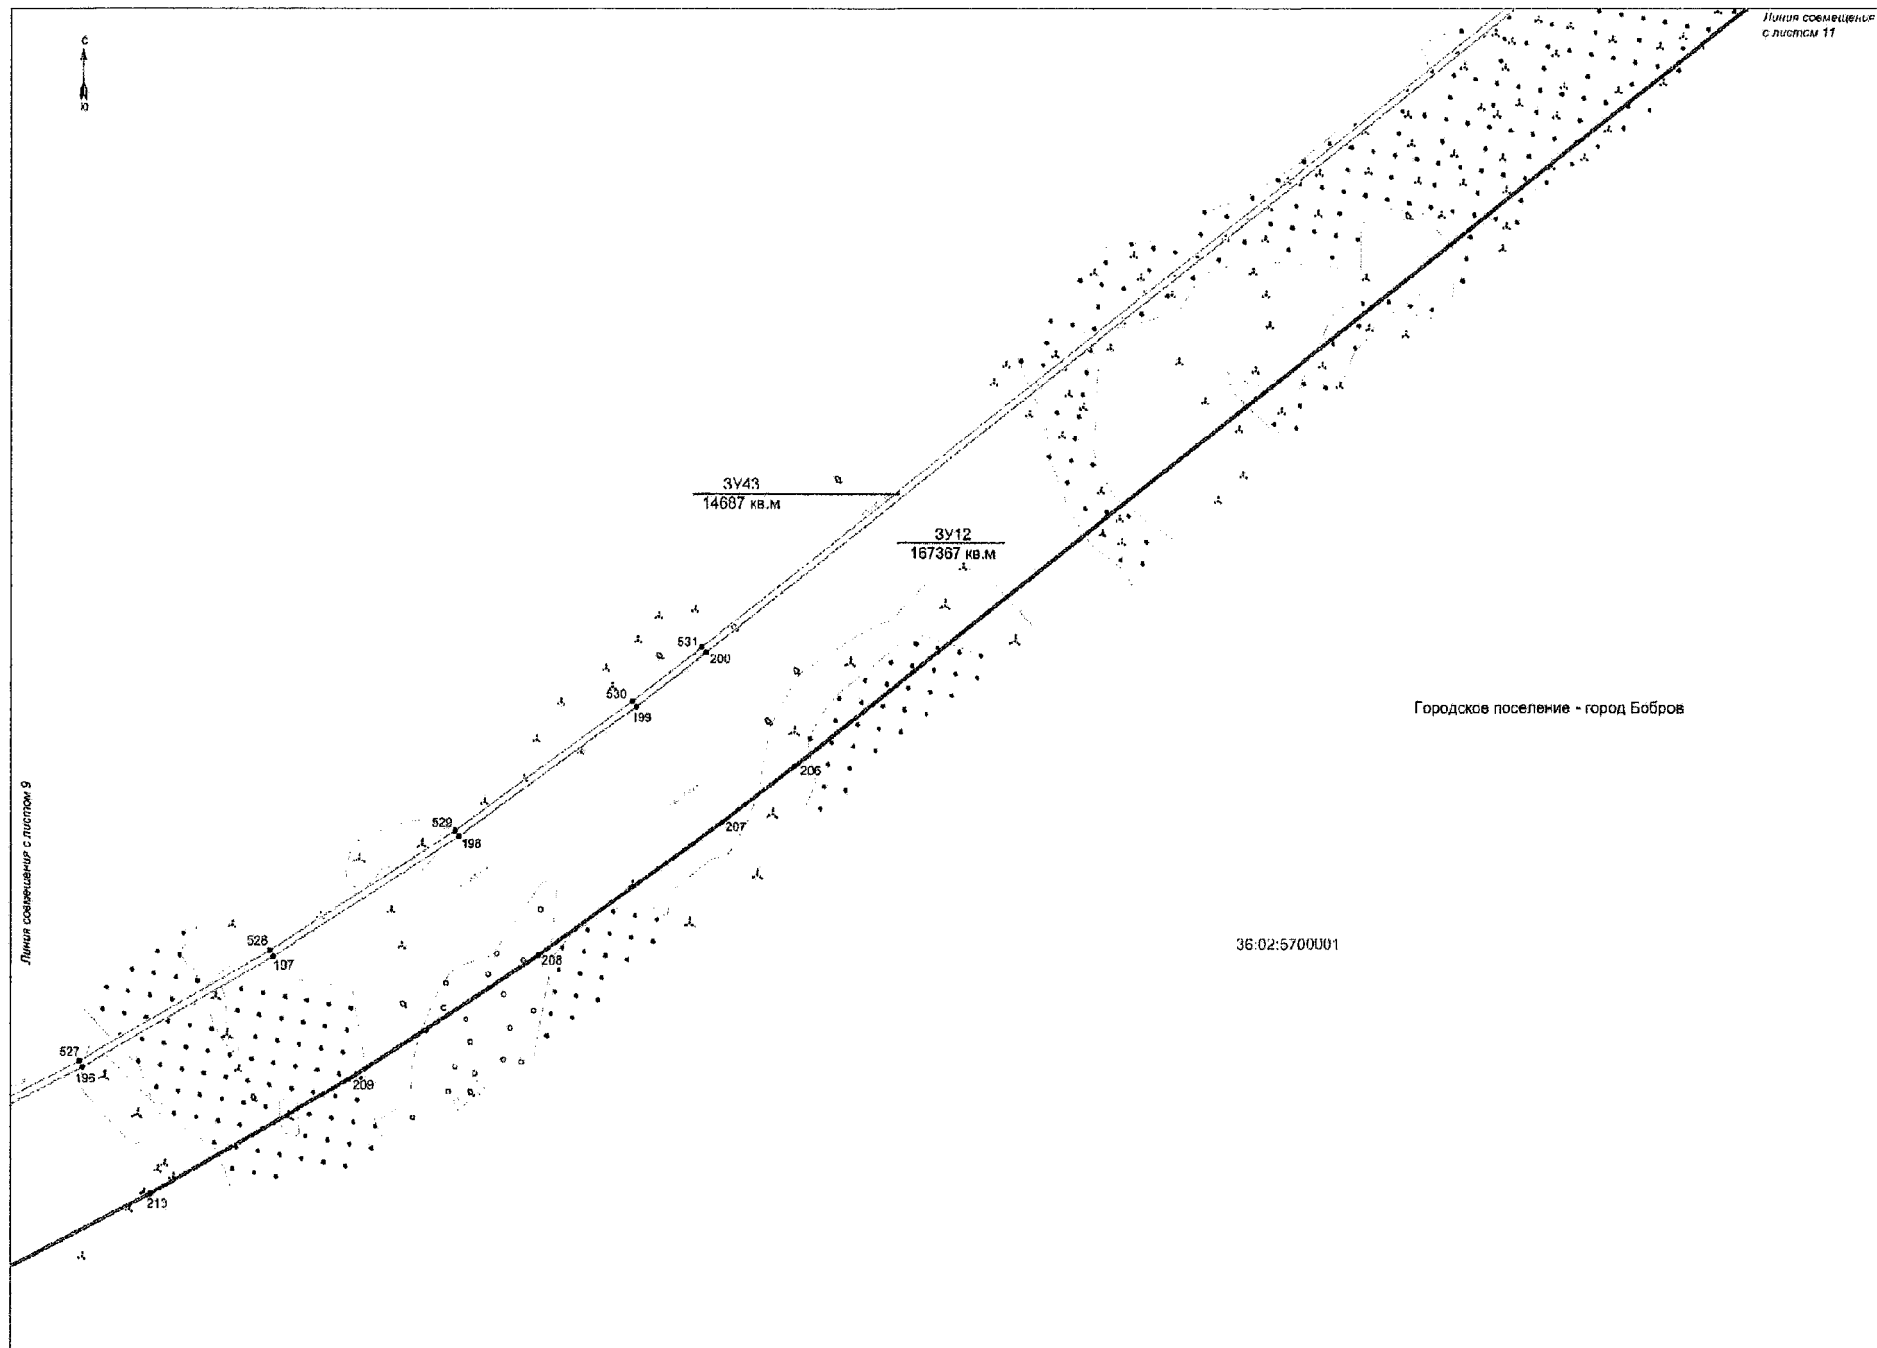 Линия совмещения
с листом 11
С
Ю
ЗУ43
14687 кв.м
ЗУ12
167367 кв.м
531
200
530
199
Городское поселение - город Бобров
206
207
529
198
Линия совмещения с листом 9
528
197
208
36:02:5700001
527
196
209
210